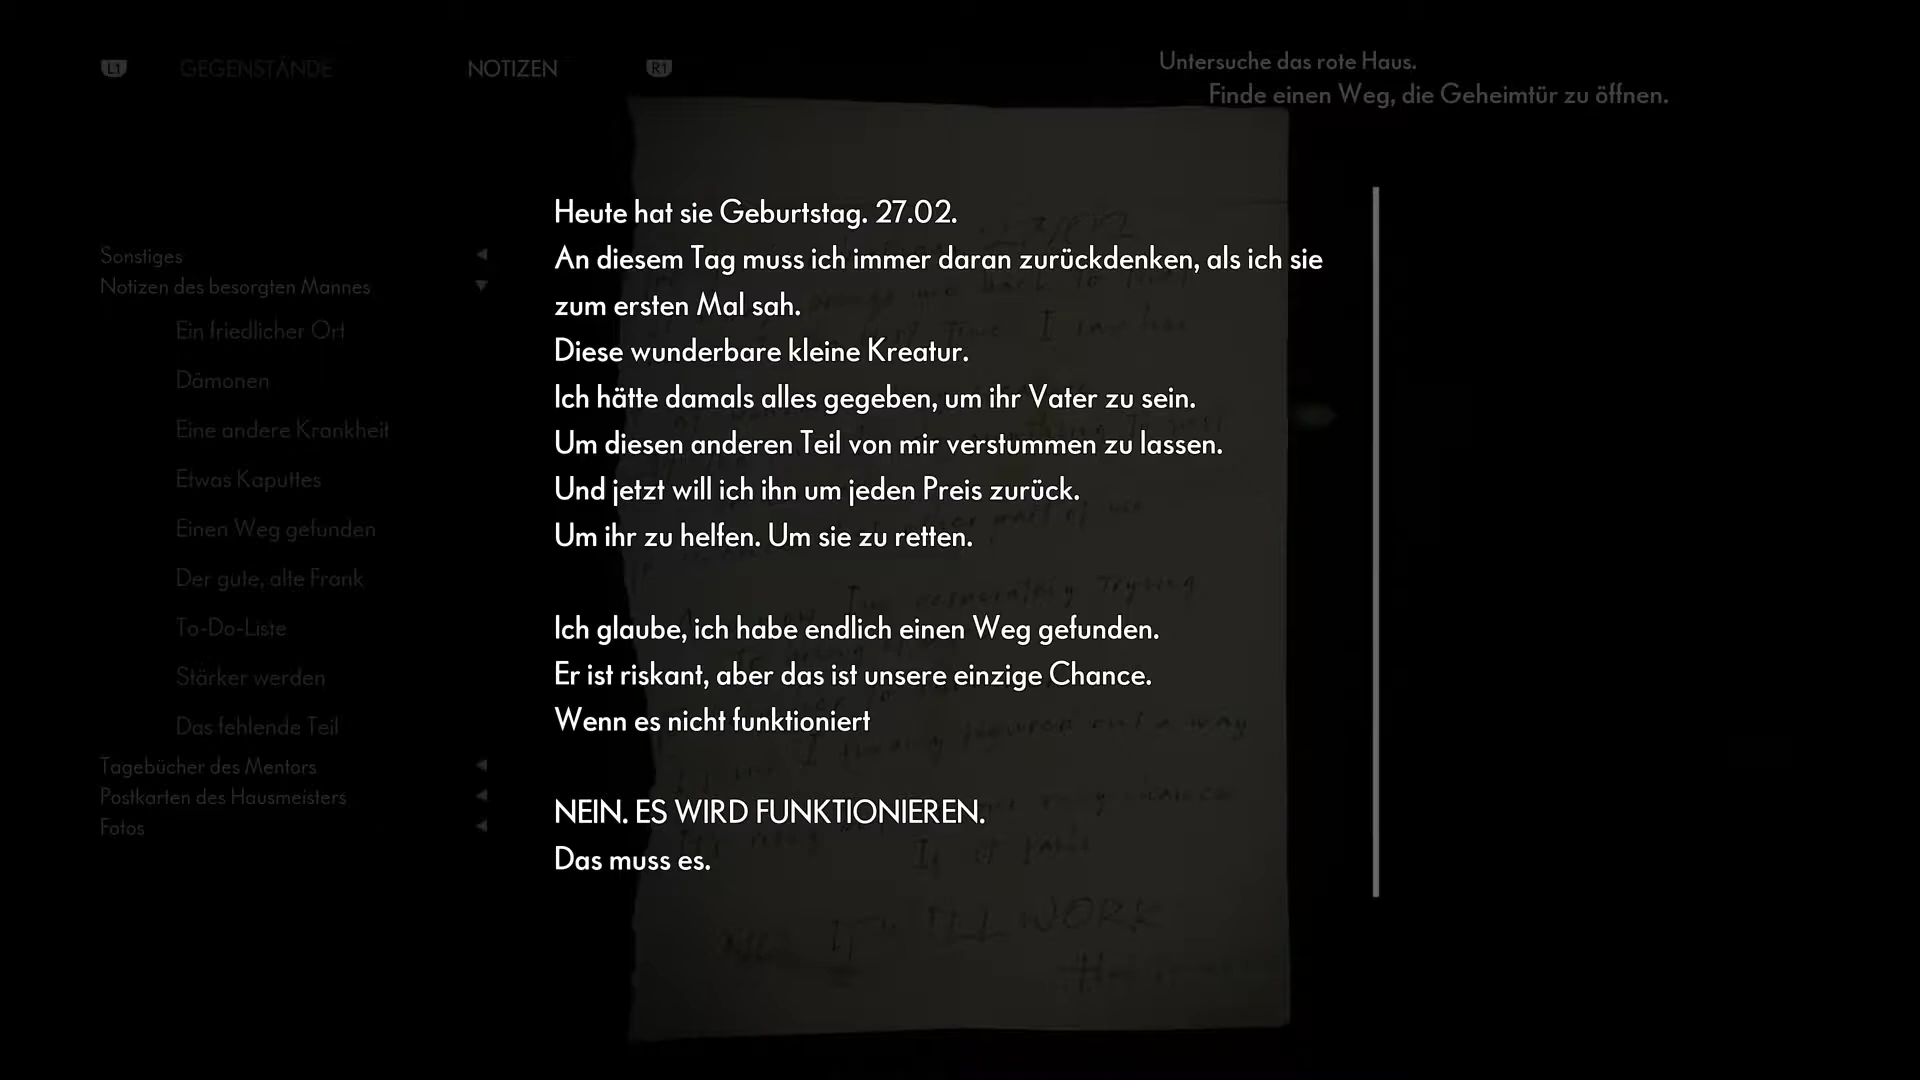 L1
GEGENSTÄNDE
NOTIZEN
R1
Untersuche das rote Haus.
Finde einen Weg, die Geheimtür zu öffnen.
Sonstiges
Notizen des besorgten Mannes
Ein friedlicher Ort
Dämonen
Eine andere Krankheit
Etwas Kaputtes
Einen Weg gefunden
Der gute, alte Frank
To-Do-Liste
Stärker werden
Das fehlende Teil
Tagebücher des Mentors
Postkarten des Hausmeisters
Fotos
Heute hat sie Geburtstag. 27.02.
An diesem Tag muss ich immer daran zurückdenken, als ich sie
zum ersten Mal sah.
Diese wunderbare kleine Kreatur.
Ich hätte damals alles gegeben, um ihr Vater zu sein.
Um diesen anderen Teil von mir verstummen zu lassen.
Und jetzt will ich ihn um jeden Preis zurück.
Um ihr zu helfen. Um sie zu retten.
Ich glaube, ich habe endlich einen Weg gefunden.
Er ist riskant, aber das ist unsere einzige Chance.
Wenn es nicht funktioniert
NEIN. ES WIRD FUNKTIONIEREN.
Das muss es.